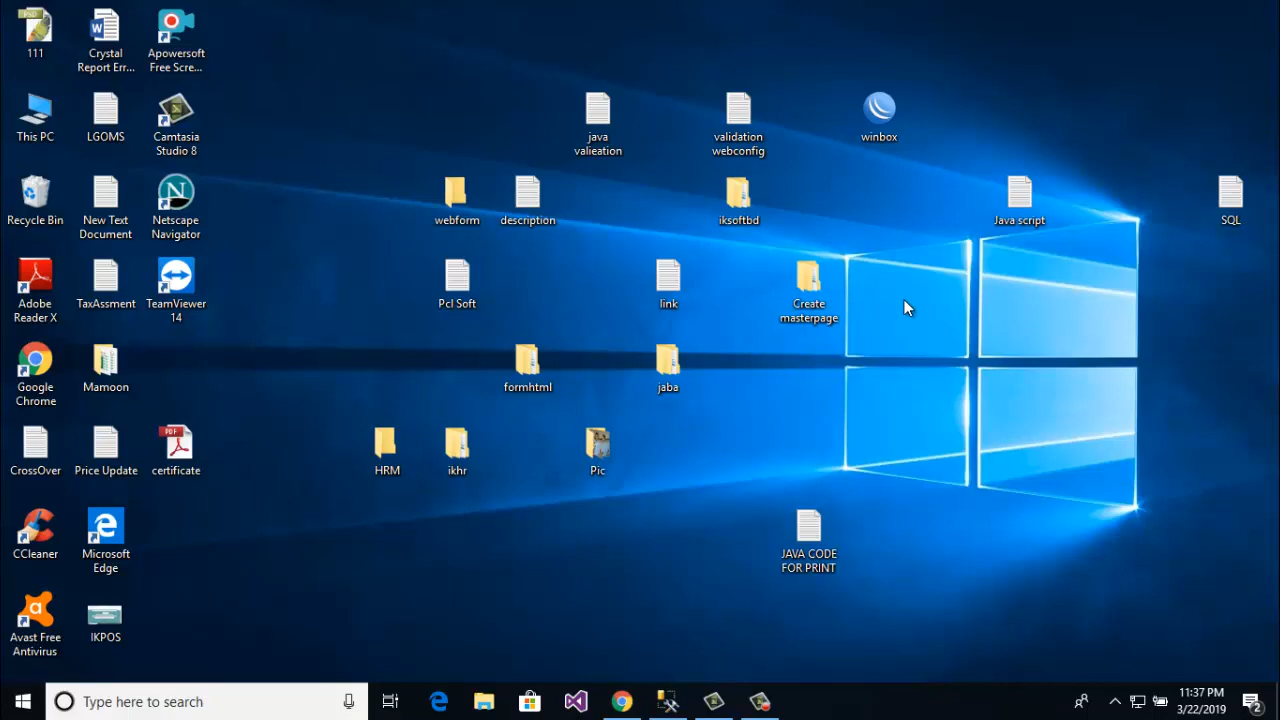 111
Crystal
Report Err...
Apowersoft
Free Scre...
This PC
LGOMS
Camtasia
Studio 8
java
valieation
validation
webconfig
winbox
Recycle Bin
New Text
Document
Netscape
Navigator
webform
description
iksoftbd
Java script
SQL
Adobe
Reader X
TaxAssment
TeamViewer
14
Pcl Soft
link
Create
masterpage
Google
Chrome
Mamoon
formhtml
jaba
CrossOver
Price Update
certificate
HRM
ikhr
Pic
CCleaner
Microsoft
Edge
JAVA CODE
FOR PRINT
Avast Free
Antivirus
IKPOS
Type here to search
11:37 PM
3/22/2019
2